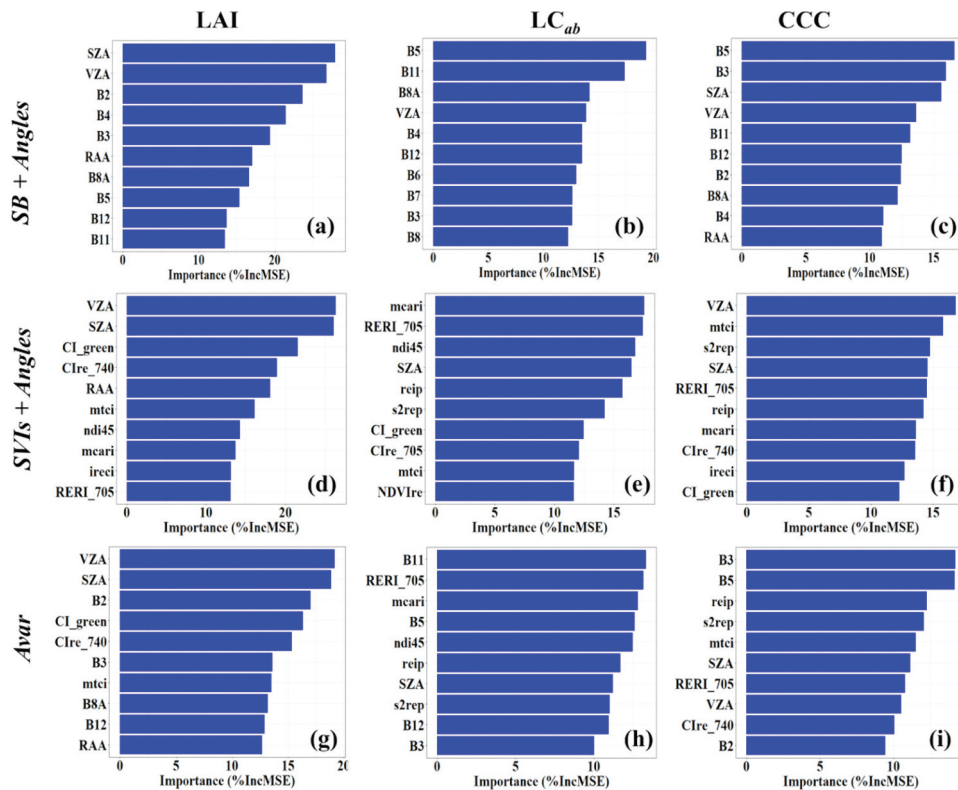 LAI
LC_ab
CCC
SB + Angles
SZA
VZA
B2
B4
B3
RAA
B8A
B5
B12
B11
(a)
0 10 20
Importance (%IncMSE)
B5
B11
B8A
VZA
B4
B12
B6
B7
B3
B8
(b)
0 5 10 15 20
Importance (%IncMSE)
B5
B3
SZA
VZA
B11
B12
B2
B8A
B4
RAA
(c)
0 5 10 15
Importance (%IncMSE)
SVIs + Angles
VZA
SZA
CI_green
CIre_740
RAA
mtci
ndi45
mcari
ireci
RERI_705
(d)
0 10 20
Importance (%IncMSE)
mcari
RERI_705
ndi45
SZA
reip
s2rep
CI_green
CIre_705
mtci
NDVIre
(e)
0 5 10 15
Importance (%IncMSE)
VZA
mtci
s2rep
SZA
RERI_705
reip
mcari
CIre_740
ireci
CI_green
(f)
0 5 10 15
Importance (%IncMSE)
Avar
VZA
SZA
B2
CI_green
CIre_740
B3
mtci
B8A
B12
RAA
(g)
0 5 10 15 20
Importance (%IncMSE)
B11
RERI_705
mcari
B5
ndi45
reip
SZA
s2rep
B12
B3
(h)
0 5 10
Importance (%IncMSE)
B3
B5
reip
s2rep
mtci
SZA
RERI_705
VZA
CIre_740
B2
(i)
0 5 10
Importance (%IncMSE)